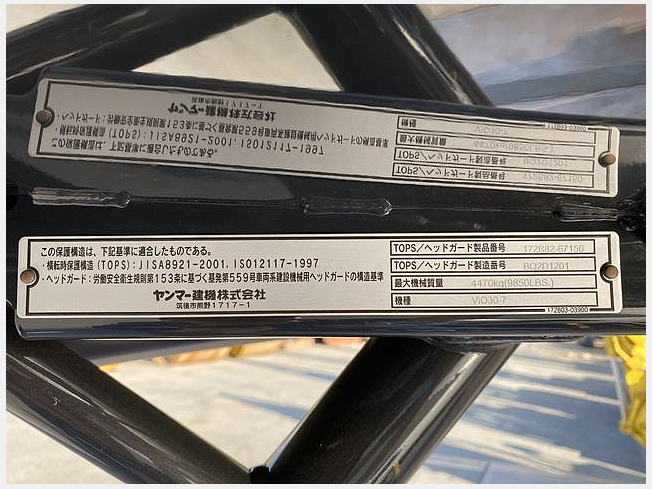 この保護構造は、下記基準に適合したものである。
・横転時保護構造(TOPS):JISA8921-2001、ISO12117-1997
・ヘッドガード:労働安全衛生規則第153条に基づく基発第559号車両系建設機械用ヘッドガードの構造基準
ヤンマー建機株式会社
筑後市熊野1717-1
TOPS/ヘッドガード製品番号 172B82-67150
TOPS/ヘッドガード製造番号 BQ2D1201
最大機械質量 4470kg(9850LBS.)
機種 ViO30-7
172B03-03900